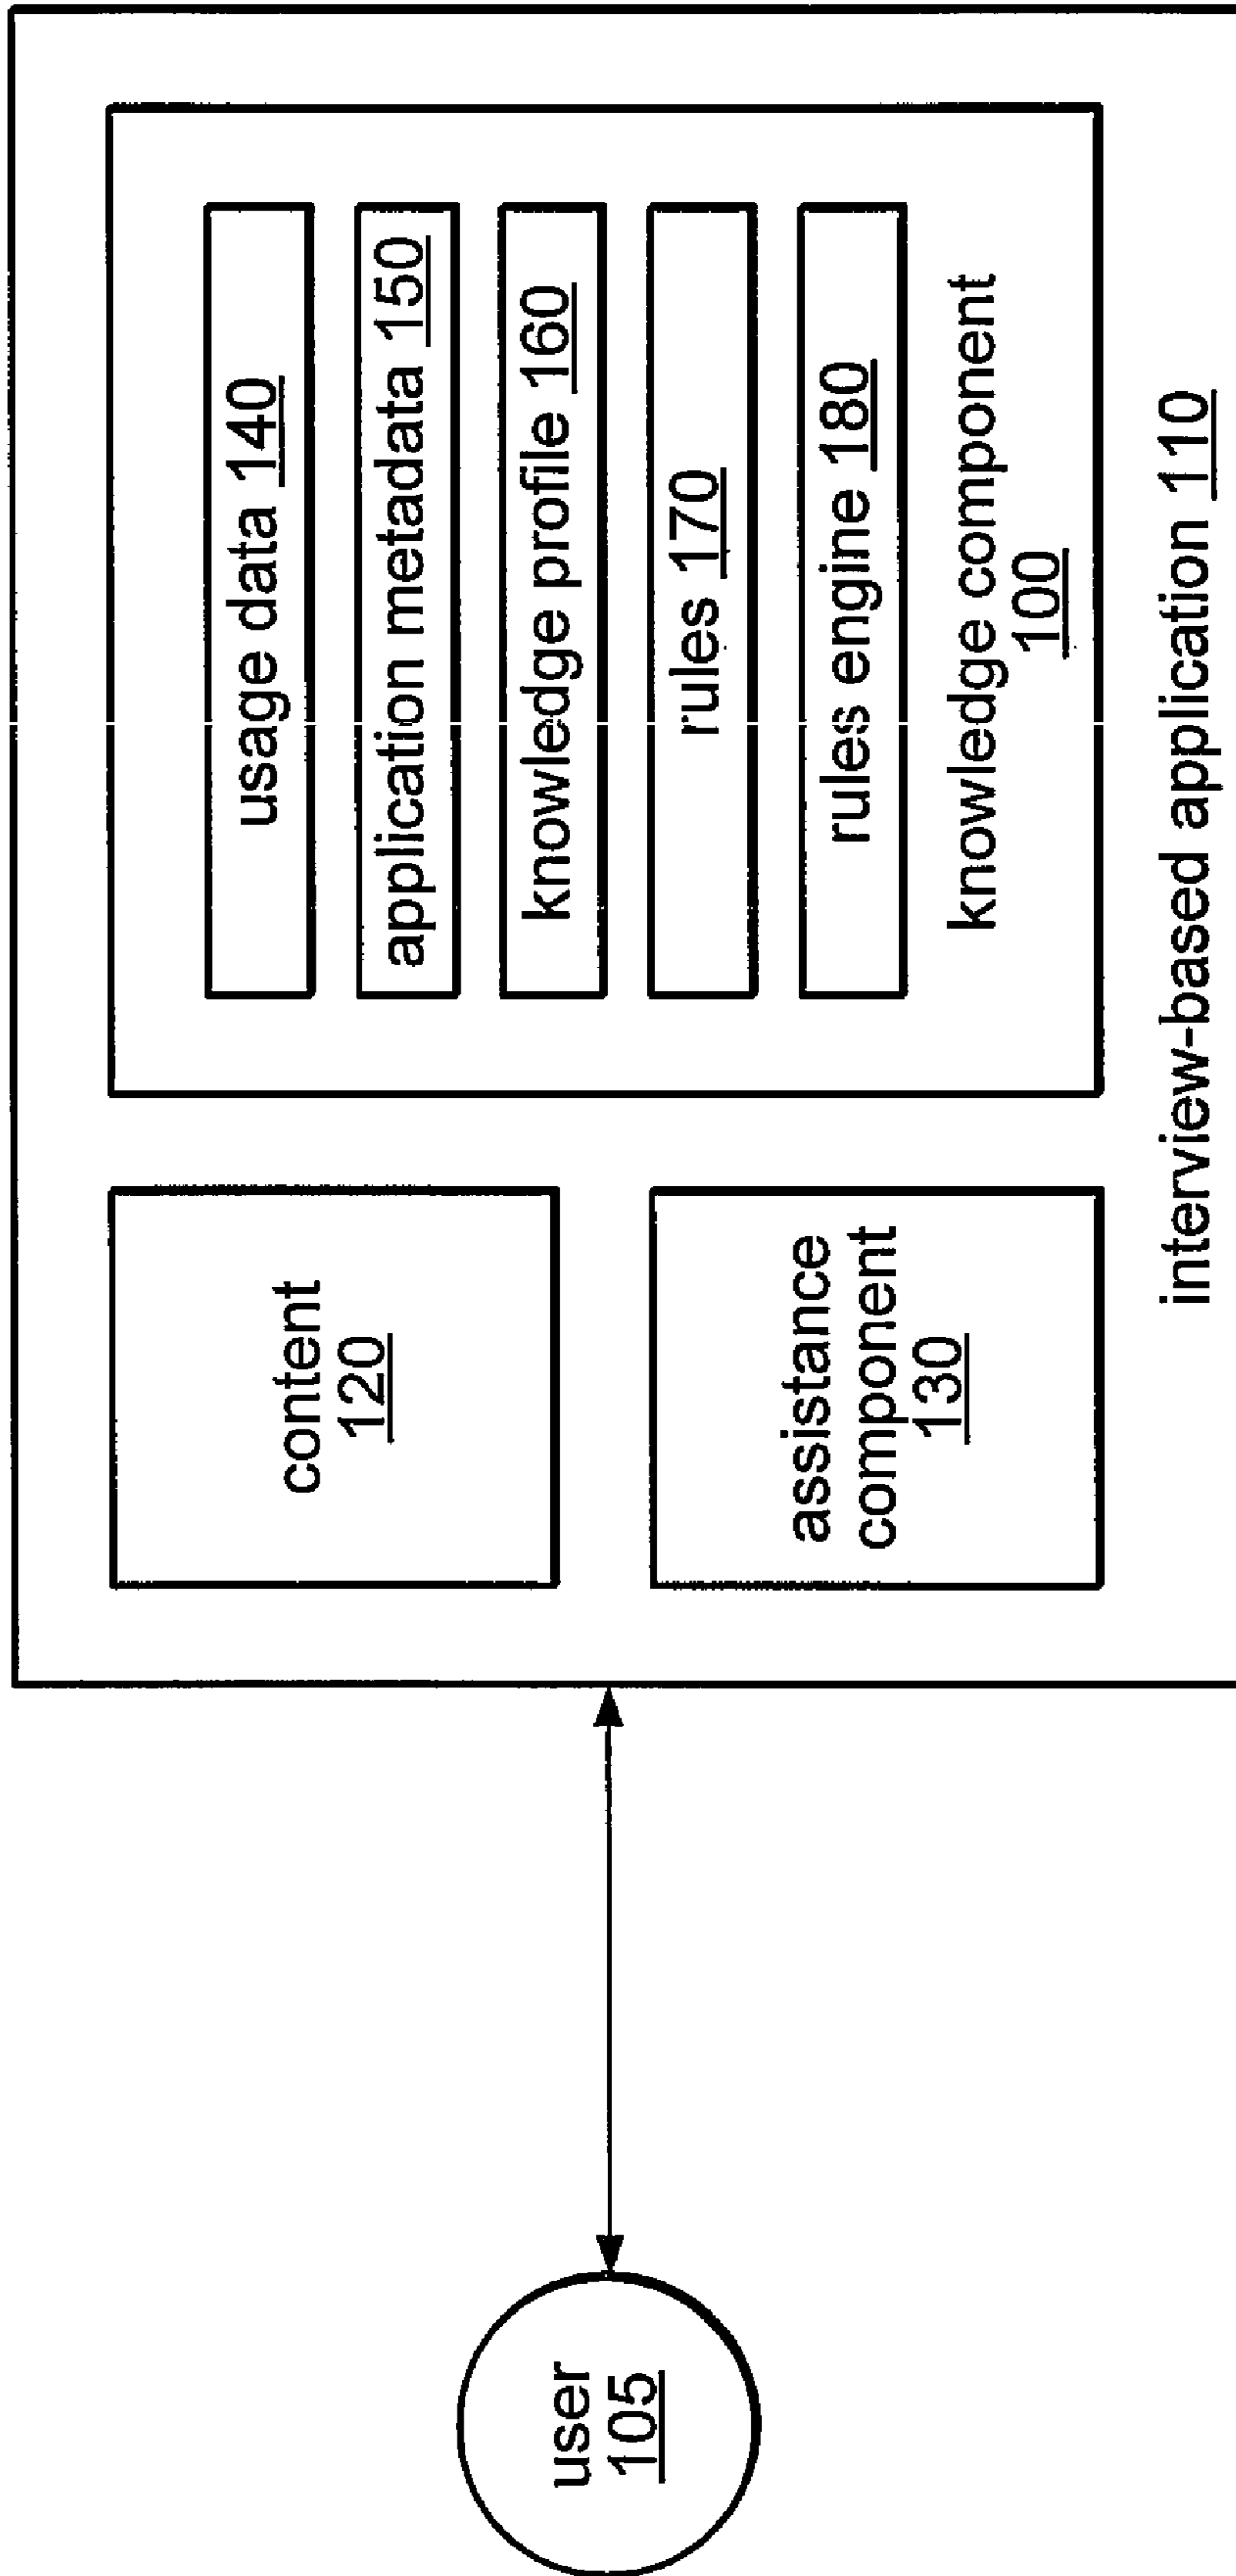 user
105
content
120
assistance
component
130
usage data 140
application metadata 150
knowledge profile 160
rules 170
rules engine 180
knowledge component
100
interview-based application 110